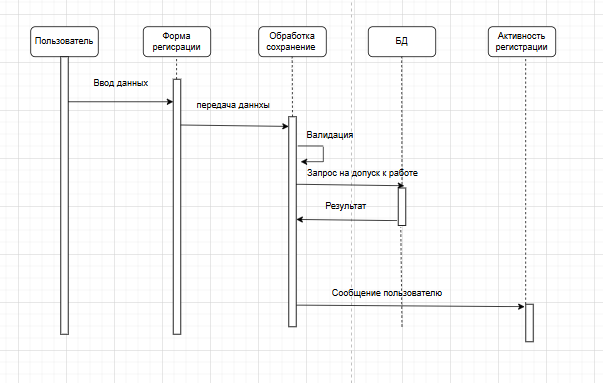 Пользователь
Форма
регисрации
Обработка
сохранение
БД
Активность
регистрации
Ввод данных
передача даннхы
Валидация
Запрос на допуск к работе
Результат
Сообщение пользователю